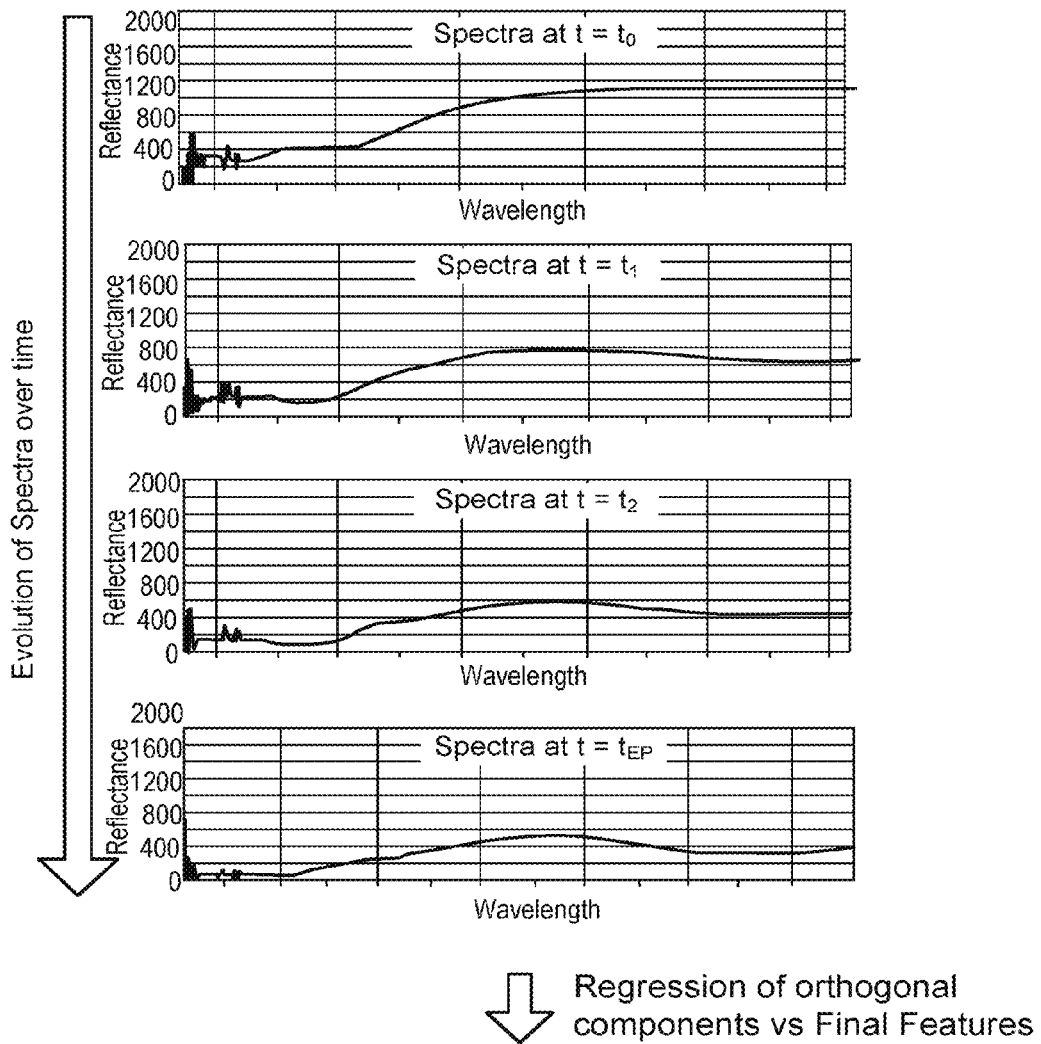 Evolution of Spectra over time
Spectra at t = t₀
Reflectance
2000
1600
1200
800
400
0
Wavelength
Spectra at t = t₁
Reflectance
2000
1600
1200
800
400
0
Wavelength
Spectra at t = t₂
Reflectance
2000
1600
1200
800
400
0
Wavelength
Spectra at t = t_EP
Reflectance
2000
1600
1200
800
400
0
Wavelength
Regression of orthogonal
components vs Final Features